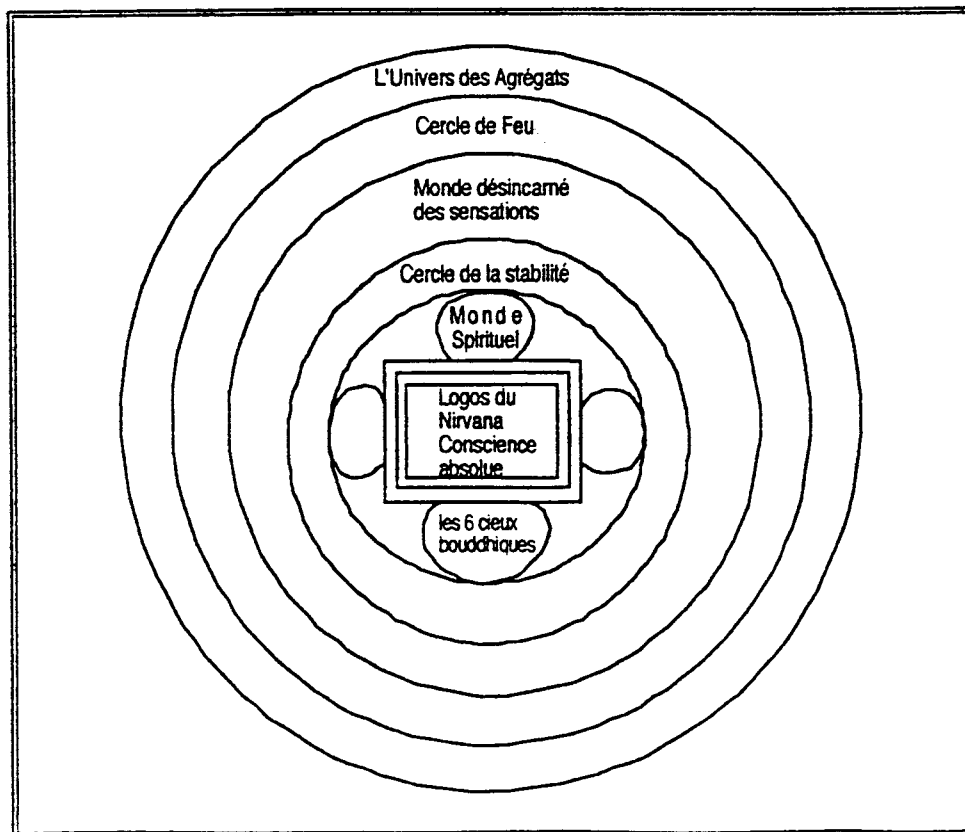 L'Univers des Agrégats
Cercle de Feu
Monde désincarné
des sensations
Cercle de la stabilité
Monde
Spirituel
Logos du
Nirvana
Conscience
absolue
les 6 cieux
bouddhiques